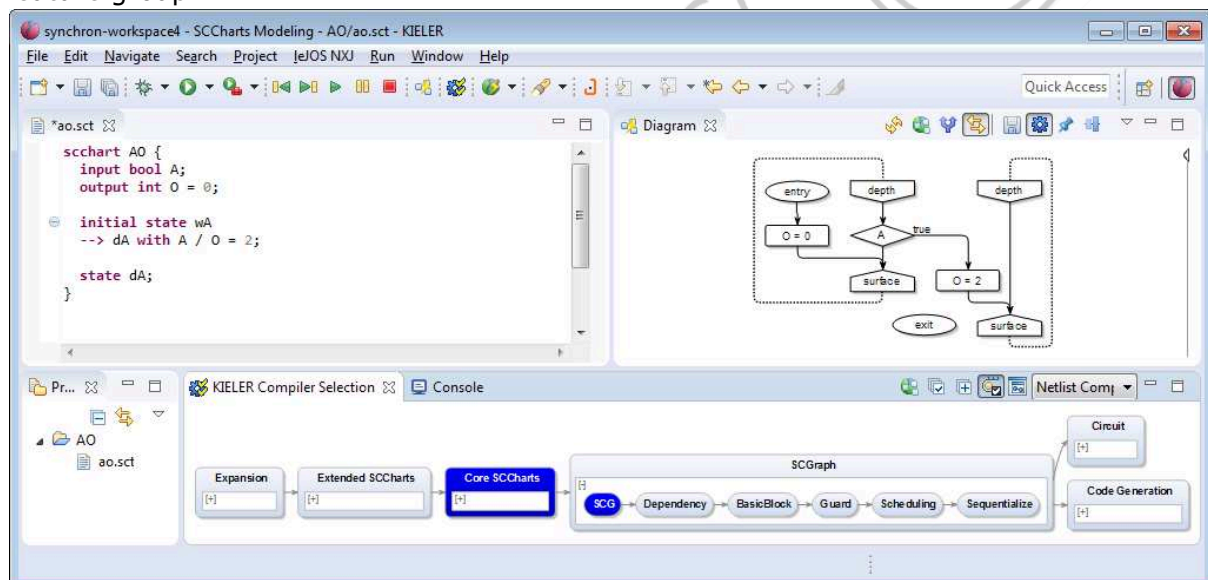 synchron-workspace4 - SCCharts Modeling - AO/ao.sct - KIELER
File Edit Navigate Search Project leJOS NXJ Run Window Help
Quick Access
*ao.sct
scchart AO {
input bool A;
output int O = 0;
initial state wA
--> dA with A / O = 2;
state dA;
}
Diagram
entry
depth
depth
O = 0
A
true
surface
O = 2
exit
surface
Pr...
AO
ao.sct
KIELER Compiler Selection
Console
Netlist Comp
Expansion
[+]
Extended SCCharts
[+]
Core SCCharts
[+]
SCGraph
[-]
SCG
Dependency
BasicBlock
Guard
Scheduling
Sequentialize
Circuit
[+]
Code Generation
[+]